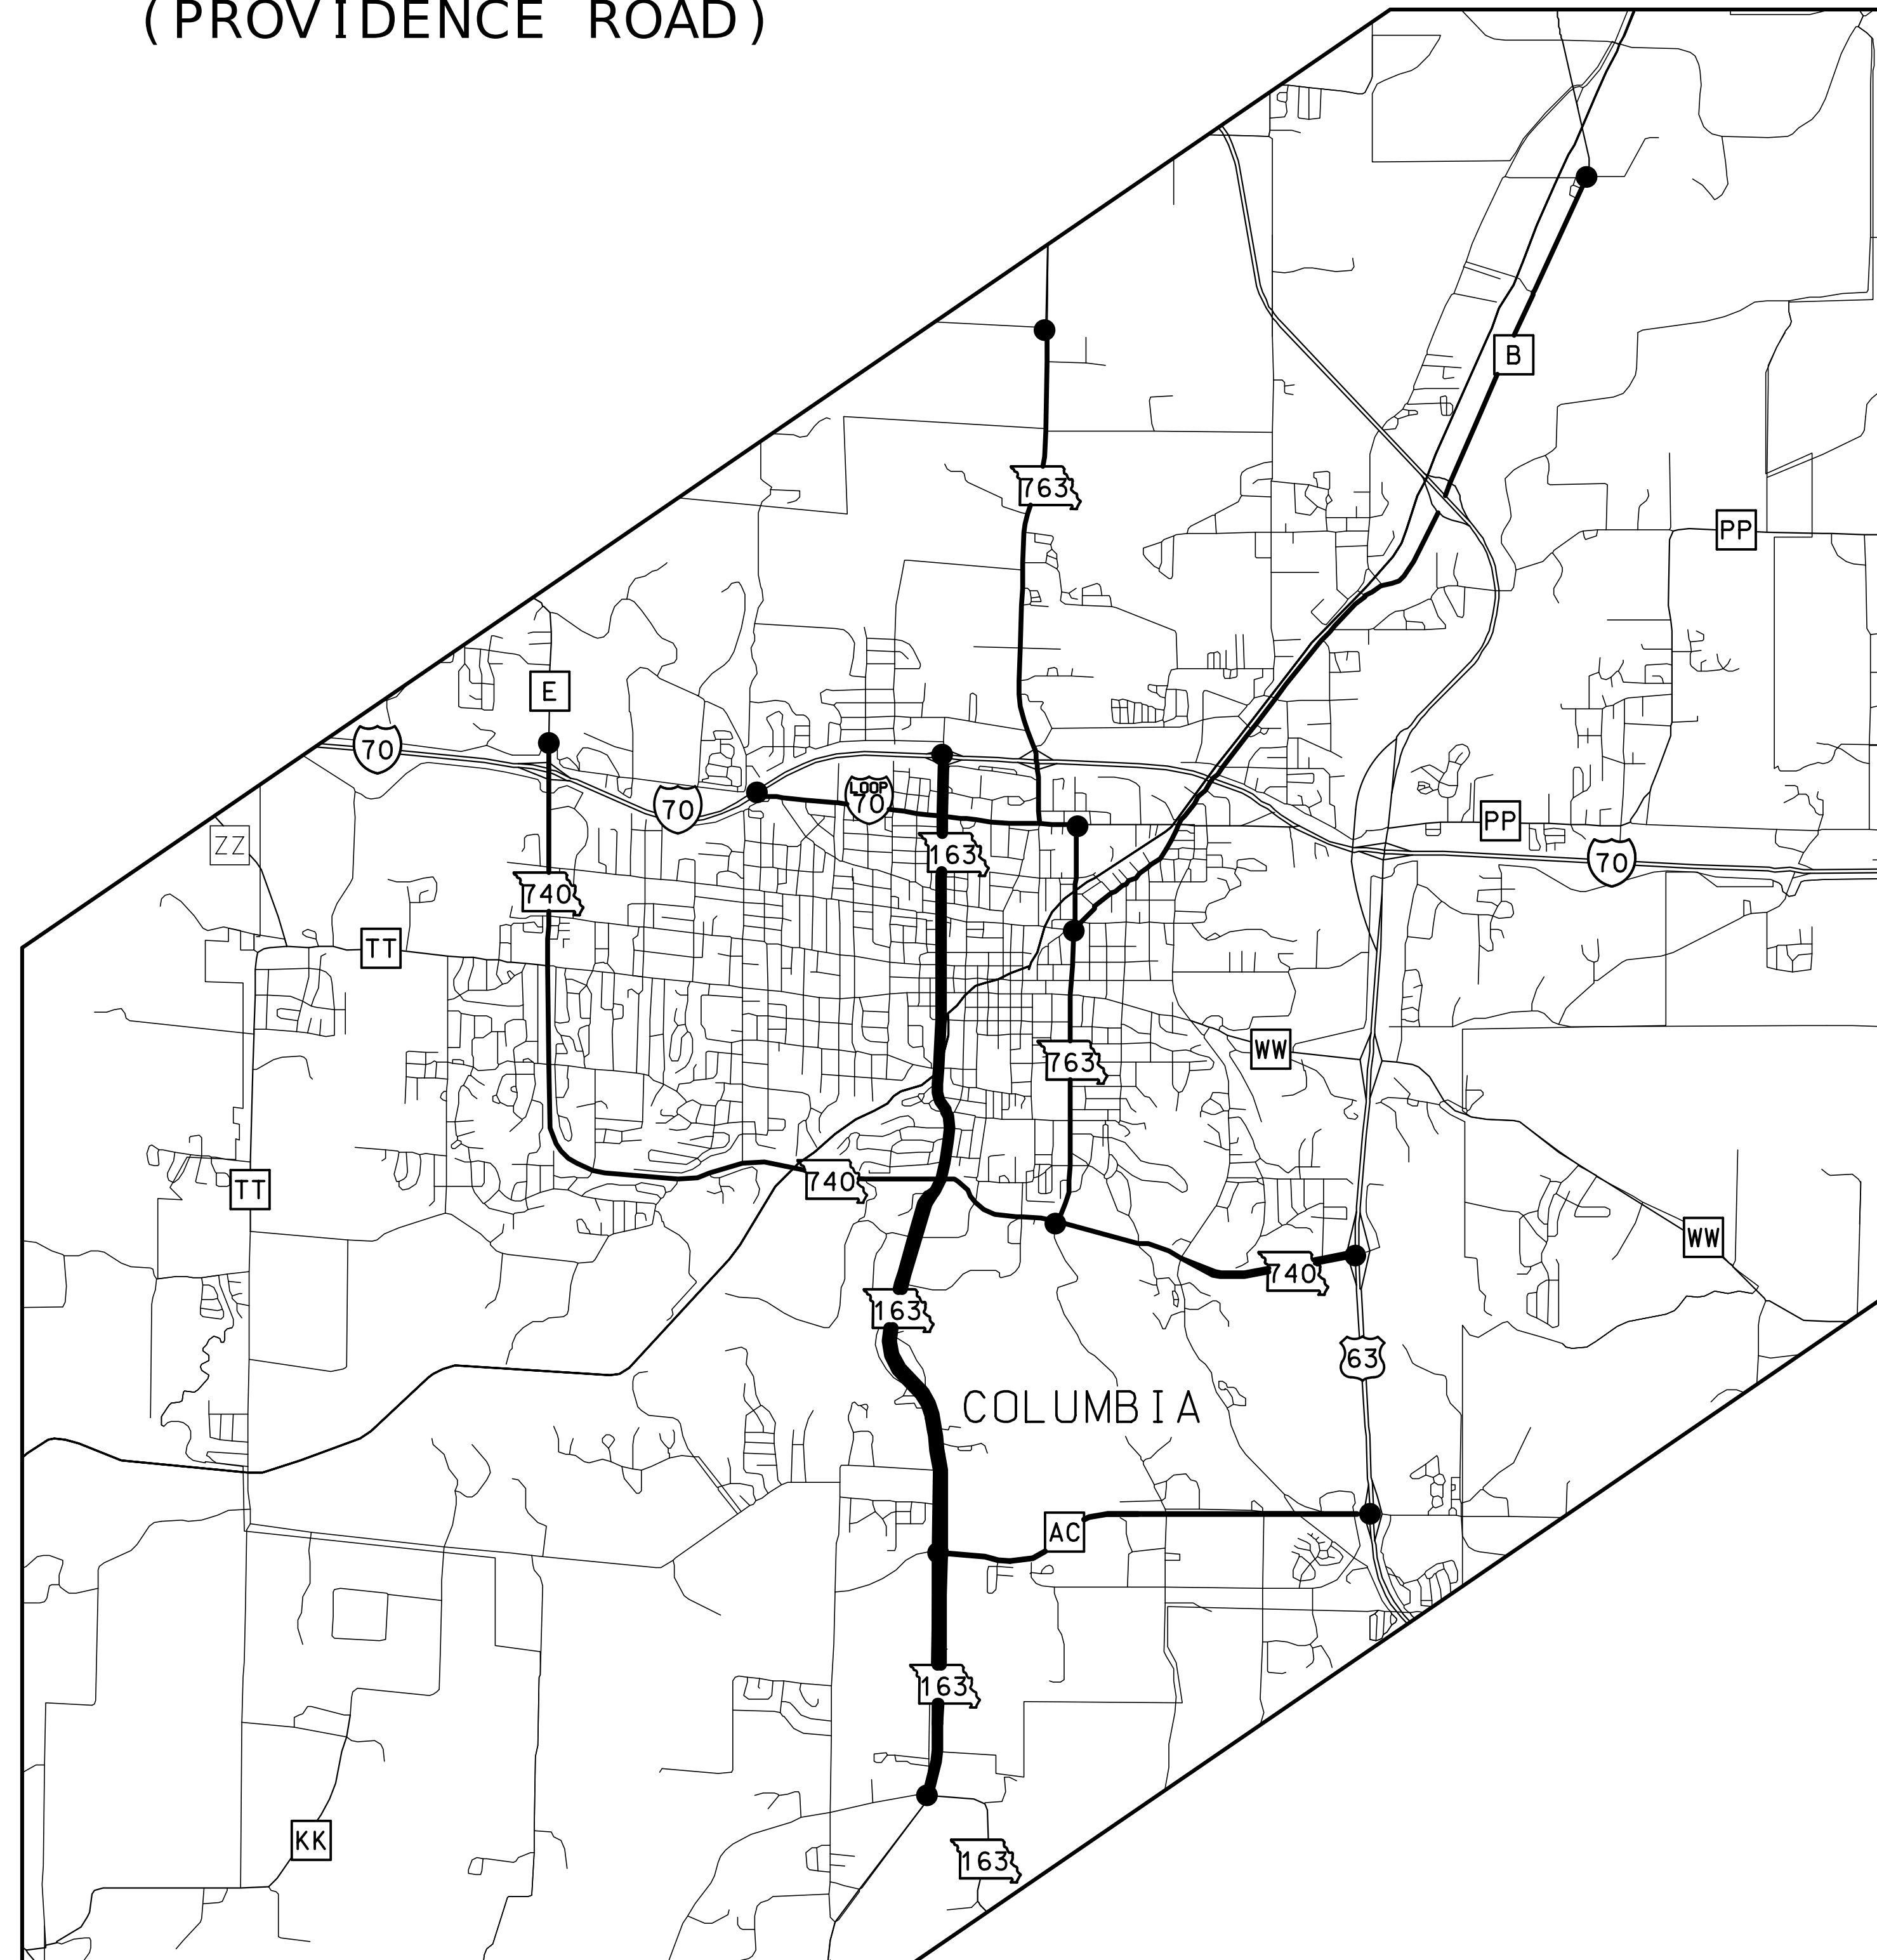 (PROVIDENCE ROAD)
B
763
PP
E
70
70
LOOP
70
PP
ZZ
163
70
740
TT
WW
763
740
TT
WW
740
163
63
COLUMBIA
AC
163
KK
163